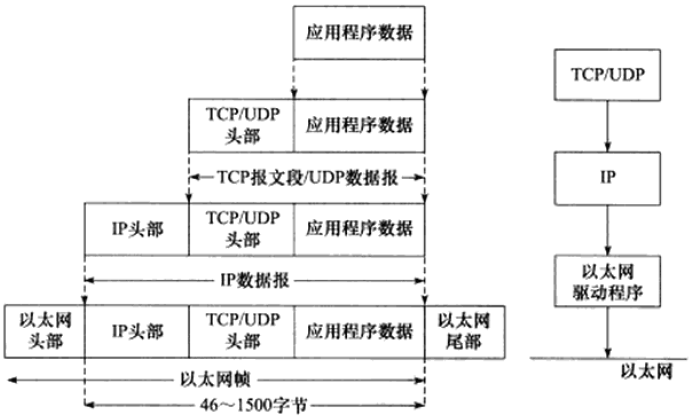 应用程序数据
TCP/UDP
TCP/UDP
头部
应用程序数据
TCP报文段/UDP数据报
IP
IP头部
TCP/UDP
头部
应用程序数据
IP数据报
以太网
驱动程序
以太网
头部
IP头部
TCP/UDP
头部
应用程序数据
以太网
尾部
以太网
以太网帧
46～1500字节